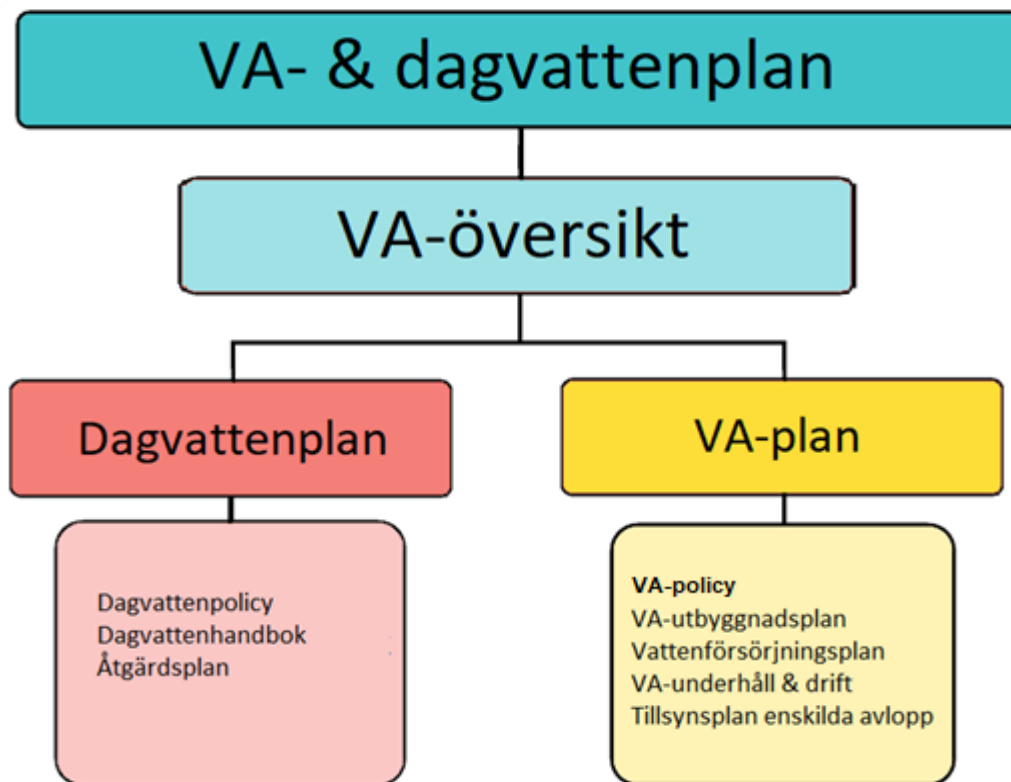 VA- & dagvattenplan
VA-översikt
Dagvattenplan
VA-plan
Dagvattenpolicy
Dagvattenhandbok
Åtgärdsplan
VA-policy
VA-utbyggnadsplan
Vattenförsörjningsplan
VA-underhåll & drift
Tillsynsplan enskilda avlopp